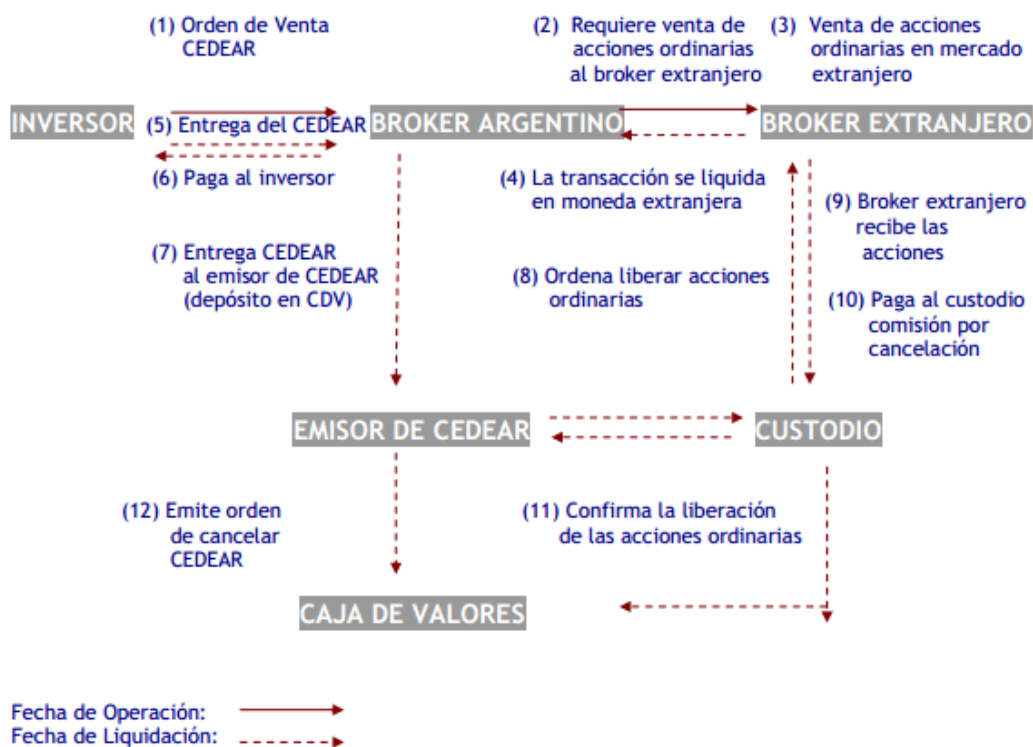 (1) Orden de Venta
CEDEAR
(2) Requiere venta de
acciones ordinarias
al broker extranjero
(3) Venta de acciones
ordinarias en mercado
extranjero
INVERSOR
(5) Entrega del CEDEAR
BROKER ARGENTINO
BROKER EXTRANJERO
(6) Paga al inversor
(4) La transacción se liquida
en moneda extranjera
(9) Broker extranjero
recibe las
acciones
(7) Entrega CEDEAR
al emisor de CEDEAR
(depósito en CDV)
(8) Ordena liberar acciones
ordinarias
(10) Paga al custodio
comisión por
cancelación
EMISOR DE CEDEAR
CUSTODIO
(12) Emite orden
de cancelar
CEDEAR
(11) Confirma la liberación
de las acciones ordinarias
CAJA DE VALORES
Fecha de Operación:
Fecha de Liquidación: